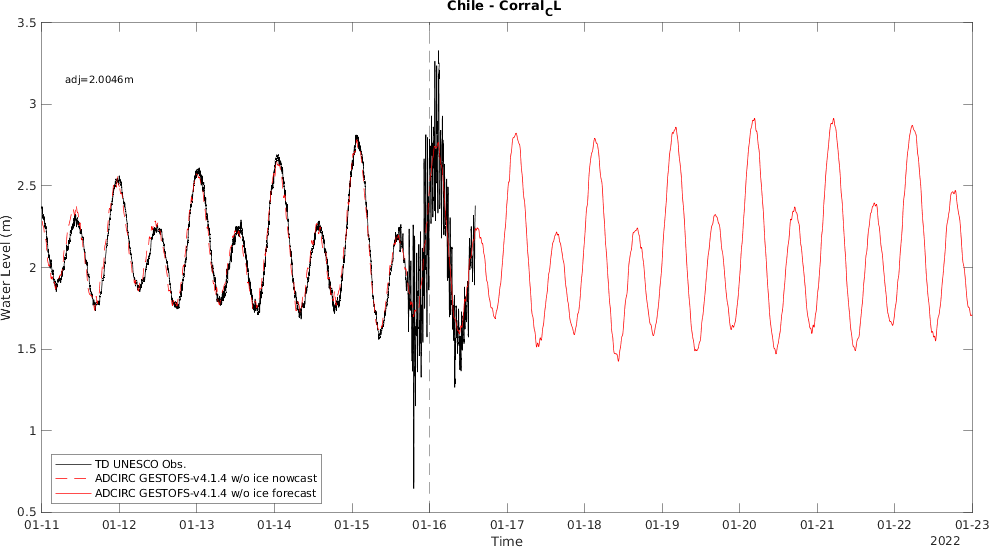 Chile - Corral_CL
3.5
adj=2.0046m
3
2.5
2
1.5
1
0.5
Water Level (m)
TD UNESCO Obs.
ADCIRC GESTOFS-v4.1.4 w/o ice nowcast
ADCIRC GESTOFS-v4.1.4 w/o ice forecast
01-11 01-12 01-13 01-14 01-15 01-16 01-17 01-18 01-19 01-20 01-21 01-22 01-23
Time
2022